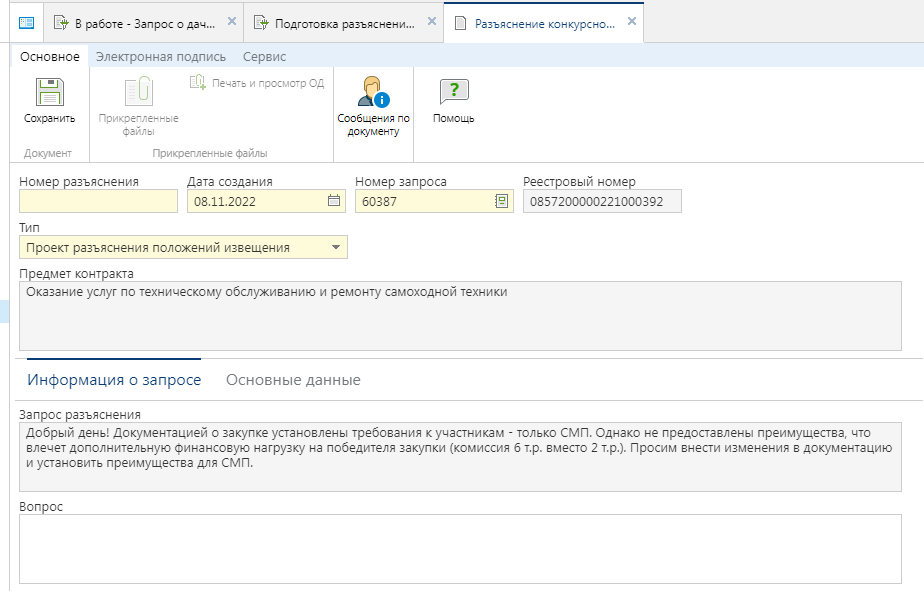 В работе - Запрос о дач...
Подготовка разъяснени...
Разъяснение конкурсно...
Основное Электронная подпись Сервис
Сохранить
Прикрепленные
файлы
Печать и просмотр ОД
Сообщения по
документу
Помощь
Документ
Прикрепленные файлы
Номер разъяснения
Дата создания
Номер запроса
Реестровый номер
08.11.2022
60387
0857200000221000392
Тип
Проект разъяснения положений извещения
Предмет контракта
Оказание услуг по техническому обслуживанию и ремонту самоходной техники
Информация о запросе Основные данные
Запрос разъяснения
Добрый день! Документацией о закупке установлены требования к участникам - только СМП. Однако не предоставлены преимущества, что
влечет дополнительную финансовую нагрузку на победителя закупки (комиссия 6 т.р. вместо 2 т.р.). Просим внести изменения в документацию
и установить преимущества для СМП.
Вопрос